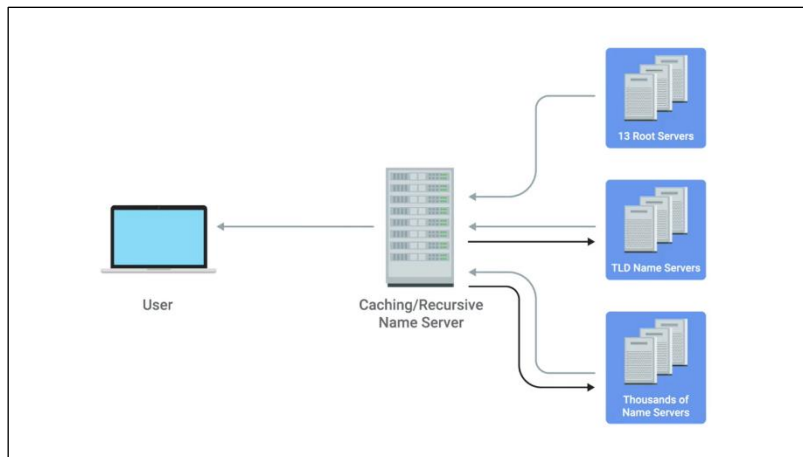 13 Root Servers
TLD Name Servers
User
Caching/Recursive
Name Server
Thousands of
Name Servers